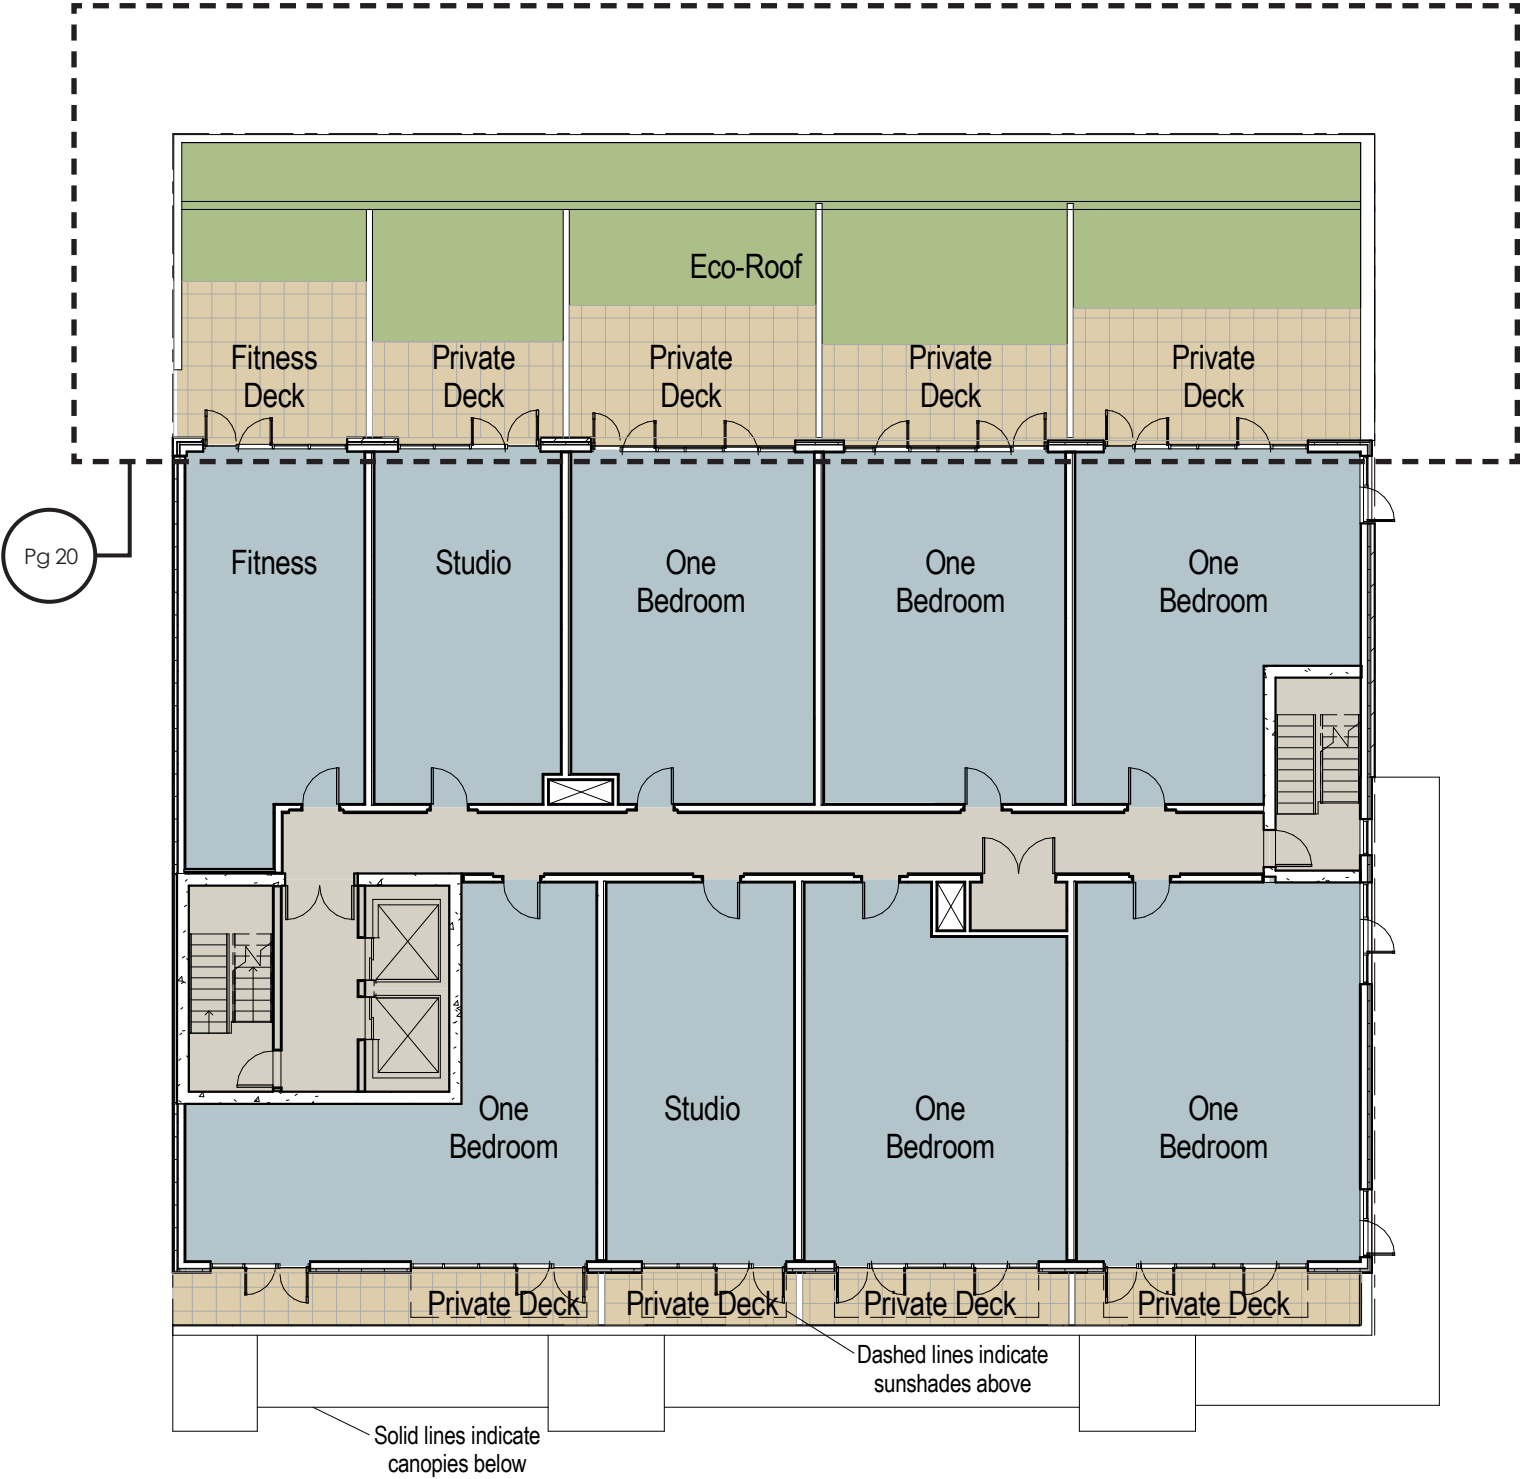 Eco-Roof
Fitness
Deck
Private
Deck
Private
Deck
Private
Deck
Private
Deck
Pg 20
Fitness
Studio
One
Bedroom
One
Bedroom
One
Bedroom
One
Bedroom
Studio
One
Bedroom
One
Bedroom
Private Deck
Private Deck
Private Deck
Private Deck
Dashed lines indicate
sunshades above
Solid lines indicate
canopies below